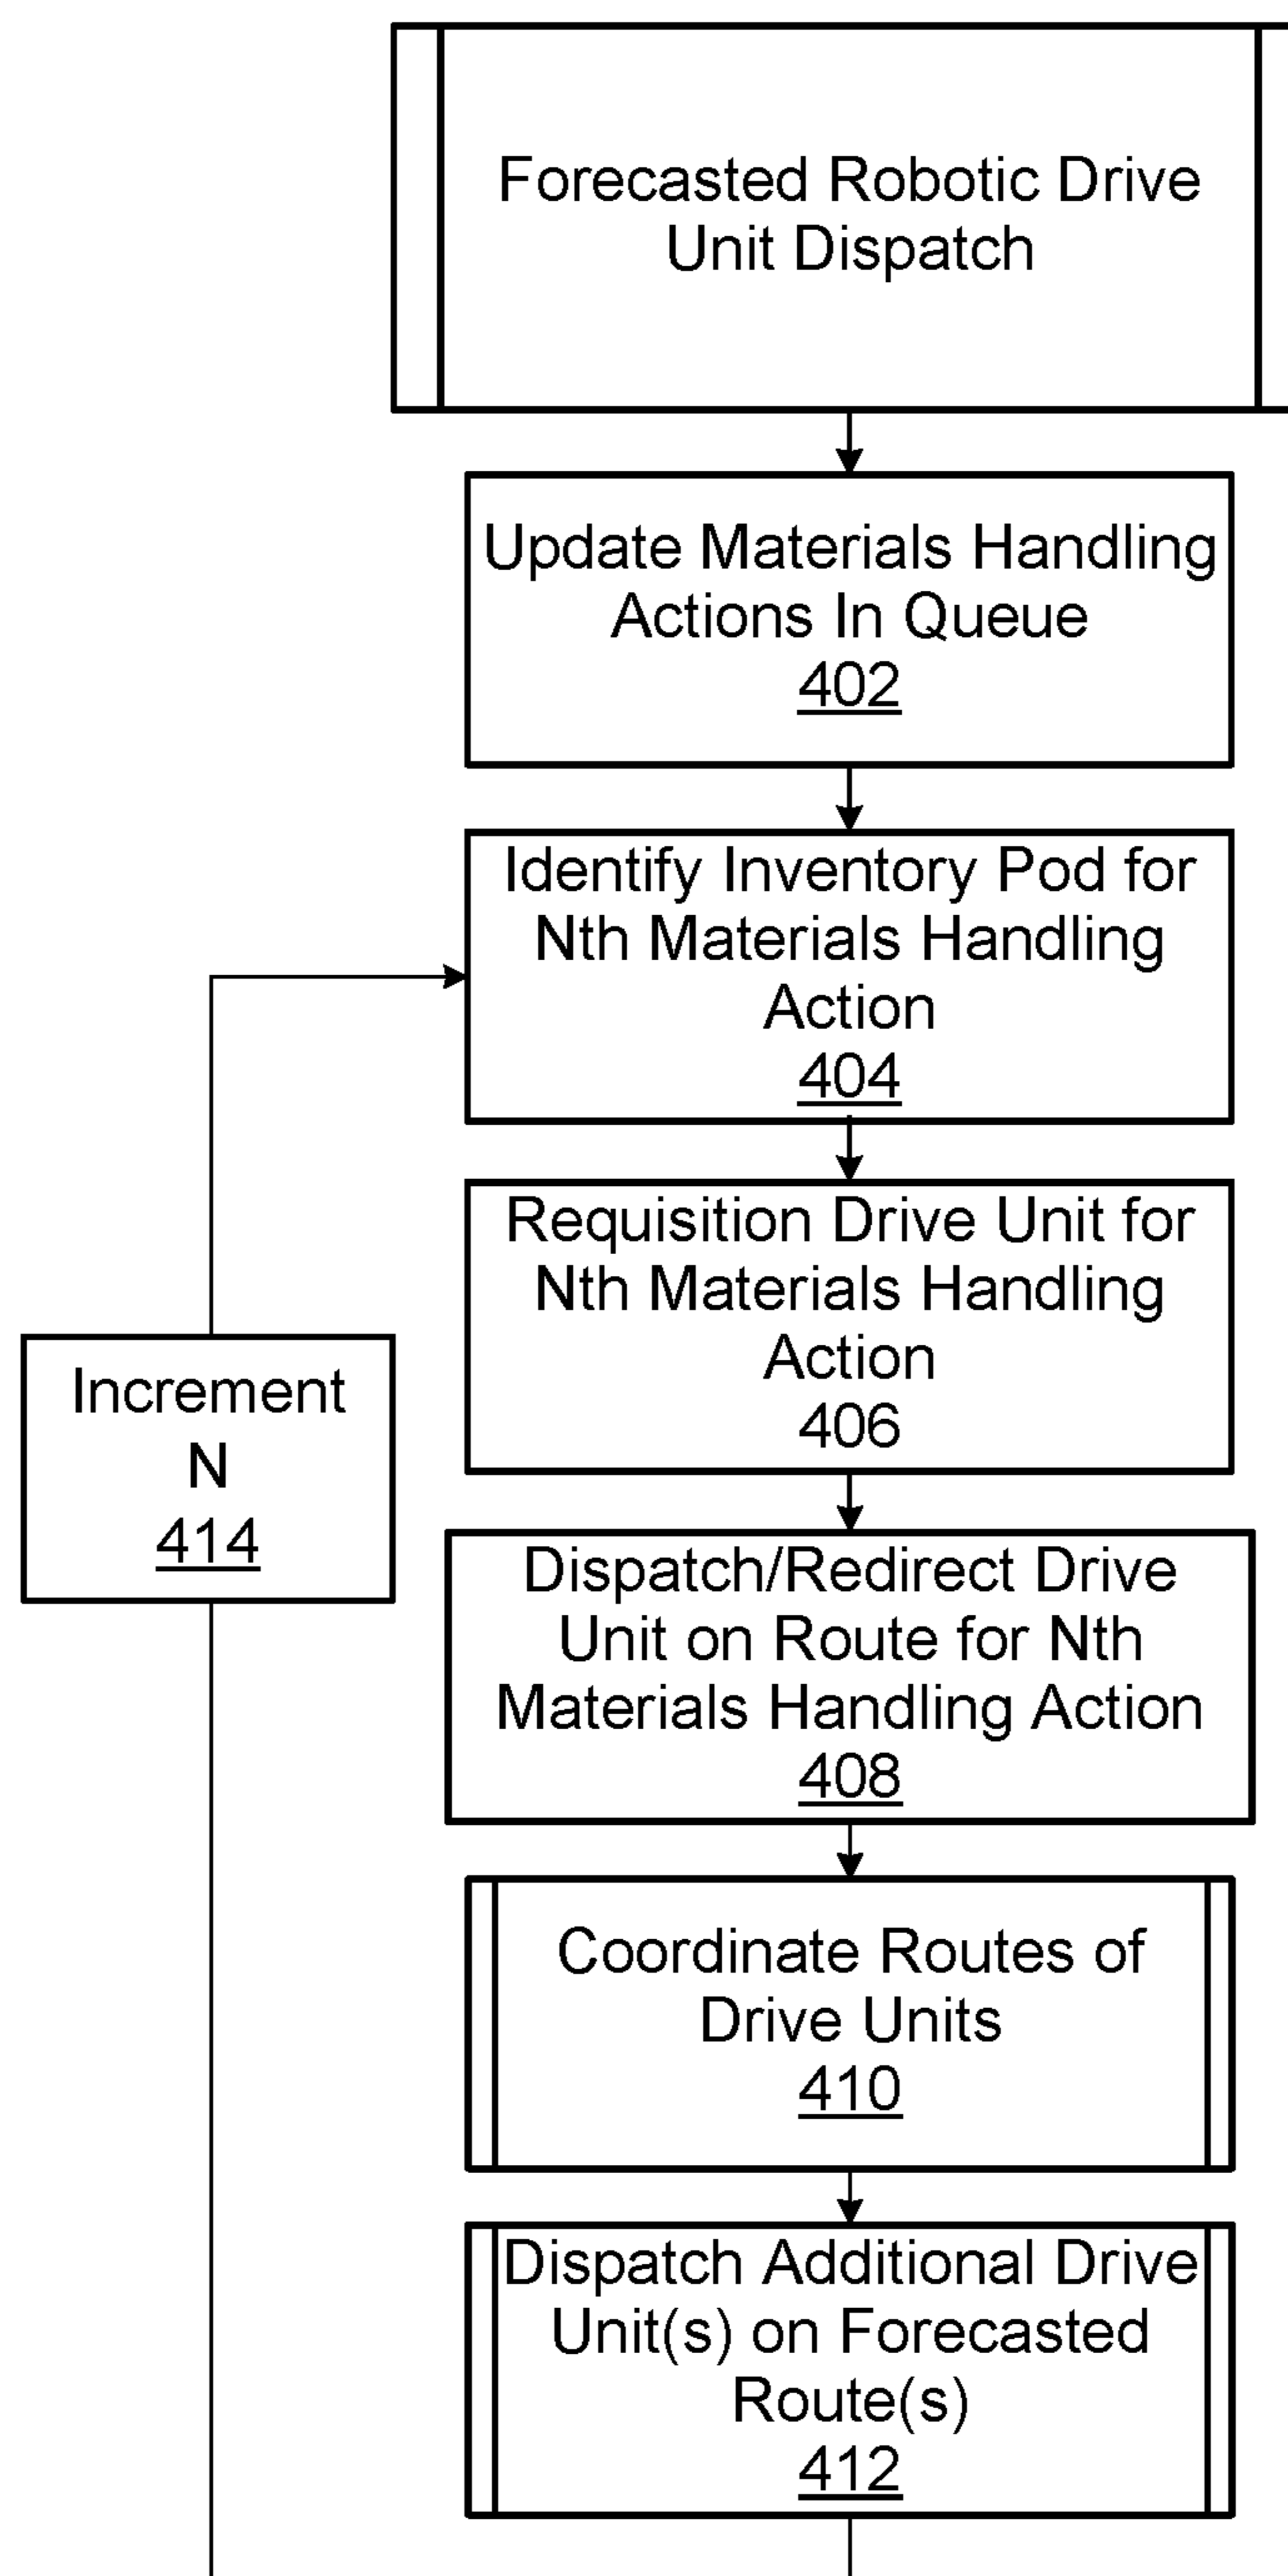 Forecasted Robotic Drive
Unit Dispatch
Update Materials Handling
Actions In Queue
402
Identify Inventory Pod for
Nth Materials Handling
Action
404
Requisition Drive Unit for
Nth Materials Handling
Action
406
Increment
N
414
Dispatch/Redirect Drive
Unit on Route for Nth
Materials Handling Action
408
Coordinate Routes of
Drive Units
410
Dispatch Additional Drive
Unit(s) on Forecasted
Route(s)
412